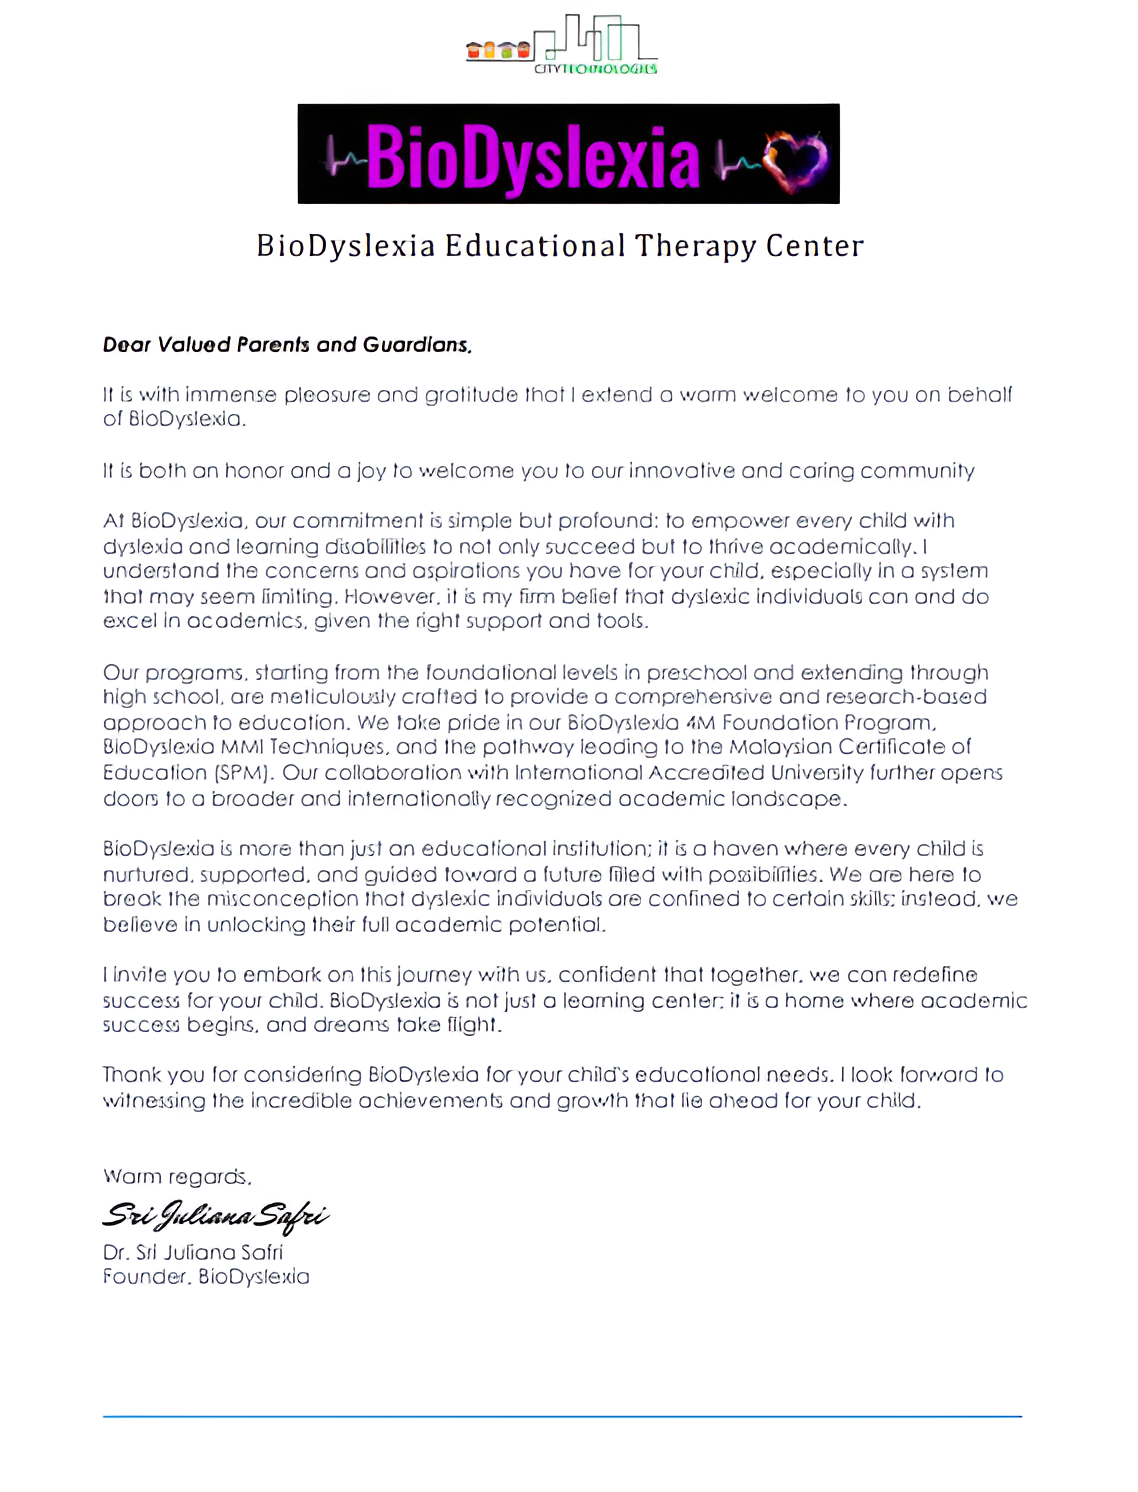 CITYTECHNOLOGIES
BioDyslexia
BioDyslexia Educational Therapy Center
Dear Valued Parents and Guardians,
It is with immense pleasure and gratitude that I extend a warm welcome to you on behalf
of BioDyslexia.
It is both an honor and a joy to welcome you to our innovative and caring community
At BioDyslexia, our commitment is simple but profound: to empower every child with
dyslexia and learning disabilities to not only succeed but to thrive academically. I
understand the concerns and aspirations you have for your child, especially in a system
that may seem limiting. However, it is my firm belief that dyslexic individuals can and do
excel in academics, given the right support and tools.
Our programs, starting from the foundational levels in preschool and extending through
high school, are meticulously crafted to provide a comprehensive and research-based
approach to education. We take pride in our BioDyslexia 4M Foundation Program,
BioDyslexia MMI Techniques, and the pathway leading to the Malaysian Certificate of
Education (SPM). Our collaboration with International Accredited University further opens
doors to a broader and internationally recognized academic landscape.
BioDyslexia is more than just an educational institution; it is a haven where every child is
nurtured, supported, and guided toward a future filled with possibilities. We are here to
break the misconception that dyslexic individuals are confined to certain skills; instead, we
believe in unlocking their full academic potential.
I invite you to embark on this journey with us, confident that together, we can redefine
success for your child. BioDyslexia is not just a learning center; it is a home where academic
success begins, and dreams take flight.
Thank you for considering BioDyslexia for your child's educational needs. I look forward to
witnessing the incredible achievements and growth that lie ahead for your child.
Warm regards,
Sri Juliana Safri
Dr. Sri Juliana Safri
Founder, BioDyslexia